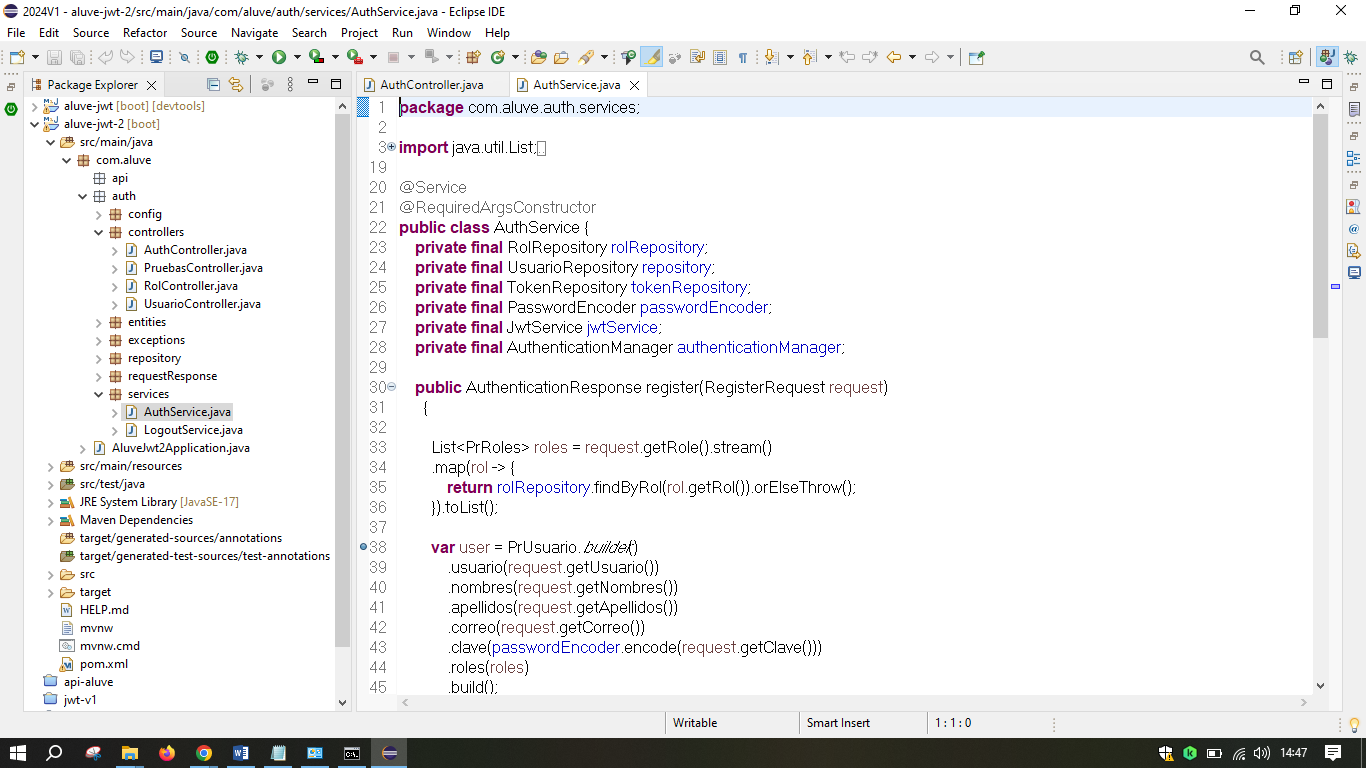 2024V1 - aluve-jwt-2/src/main/java/com/aluve/auth/services/AuthService.java - Eclipse IDE
File Edit Source Refactor Source Navigate Search Project Run Window Help
Package Explorer
aluve-jwt [boot] [devtools]
aluve-jwt-2 [boot]
src/main/java
com.aluve
api
auth
config
controllers
AuthController.java
PruebasController.java
RolController.java
UsuarioController.java
entities
exceptions
repository
requestResponse
services
AuthService.java
LogoutService.java
AluveJwt2Application.java
src/main/resources
src/test/java
JRE System Library [JavaSE-17]
Maven Dependencies
target/generated-sources/annotations
target/generated-test-sources/test-annotations
src
target
HELP.md
mvnw
mvnw.cmd
pom.xml
api-aluve
jwt-v1
AuthController.java AuthService.java
1 package com.aluve.auth.services;
2
3 import java.util.List;
19
20 @Service
21 @RequiredArgsConstructor
22 public class AuthService {
23 private final RolRepository rolRepository;
24 private final UsuarioRepository repository;
25 private final TokenRepository tokenRepository;
26 private final PasswordEncoder passwordEncoder;
27 private final JwtService jwtService;
28 private final AuthenticationManager authenticationManager;
29
30 public AuthenticationResponse register(RegisterRequest request)
31 {
32
33 List<PrRoles> roles = request.getRole().stream()
34 .map(rol -> {
35 return rolRepository.findByRol(rol.getRol()).orElseThrow();
36 }).toList();
37
38 var user = PrUsuario.builder()
39 .usuario(request.getUsuario())
40 .nombres(request.getNombres())
41 .apellidos(request.getApellidos())
42 .correo(request.getCorreo())
43 .clave(passwordEncoder.encode(request.getClave()))
44 .roles(roles)
45 .build();
Writable Smart Insert 1 : 1 : 0
14:47